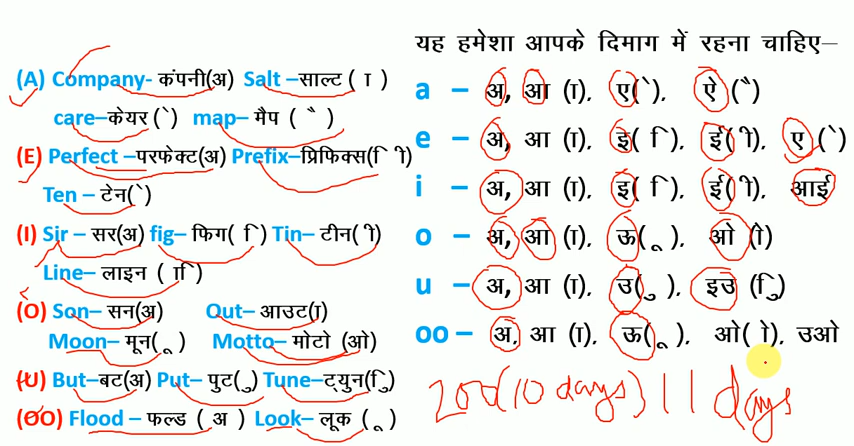 (A) Company- कंपनी(अ) Salt –साल्ट ( ा )
care–केयर ( े ) map– मैप ( ै )
(E) Perfect –परफेक्ट(अ) Prefix–प्रिफिक्स( ि ी)
Ten – टेन( े )
(I) Sir – सर(अ) fig– फिग( ि ) Tin– टीन( ी )
Line– लाइन ( ा ि )
(O) Son– सन(अ) Out– आउट( ा )
Moon– मून( ू ) Motto– मोटो (ओ)
(U) But–बट(अ) Put– पुट( ु ) Tune–ट्युन( ि ु )
(OO) Flood – फल्ड ( अ ) Look– लूक ( ू )
यह हमेशा आपके दिमाग में रहना चाहिए–
a – अ, आ ( ा ). ए( े ). ऐ ( ै )
e – अ, आ ( ा ). इ( ि ). ई( ी ). ए ( े )
i – अ, आ ( ा ). इ( ि ). ई( ी ). आई
o – अ, आ ( ा ). ऊ( ू ). ओ ( ो )
u – अ, आ ( ा ). उ( ु ). इउ ( ि ु )
oo – अ. आ ( ा ). ऊ( ू ). ओ( ो ). उओ
200(10 days) 11 days